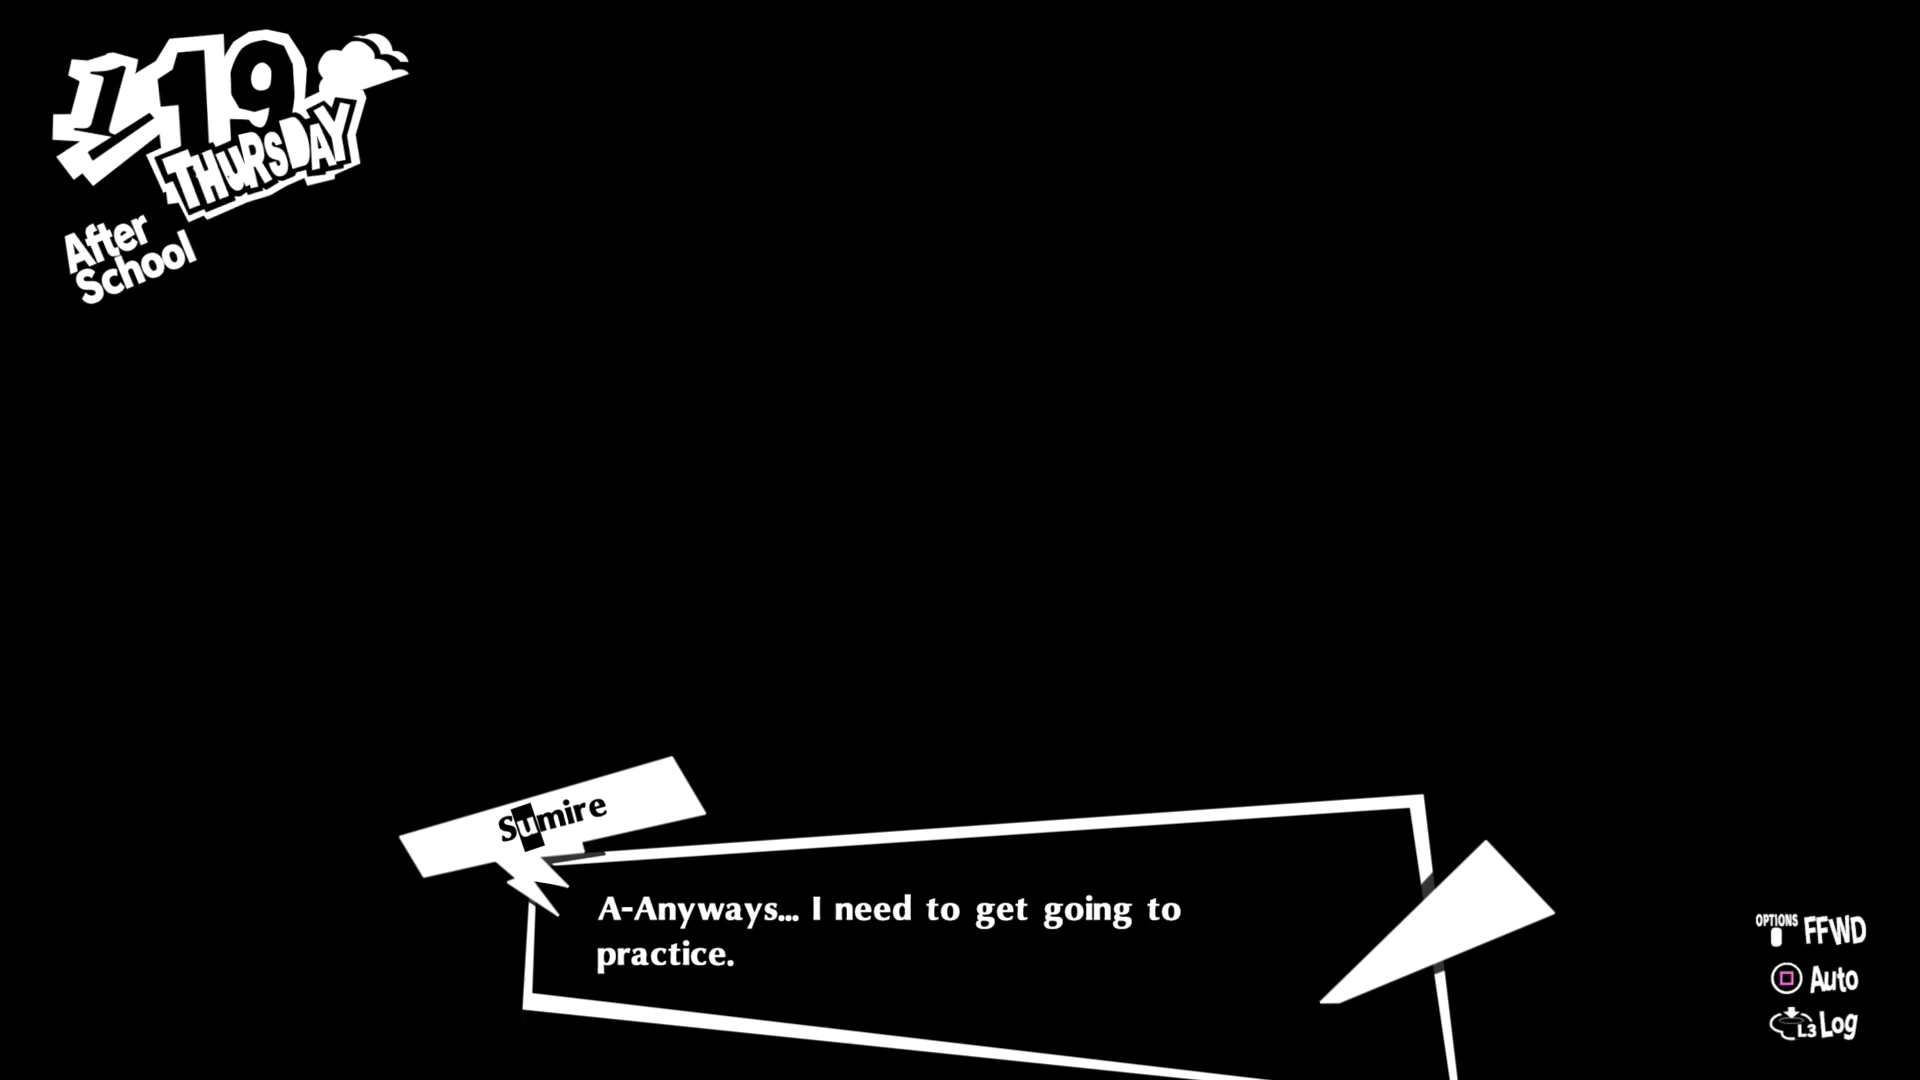 1 19
THURSDAY
After
School
Sumire
A-Anyways... I need to get going to
practice.
OPTIONS FFWD
Auto
L3 Log